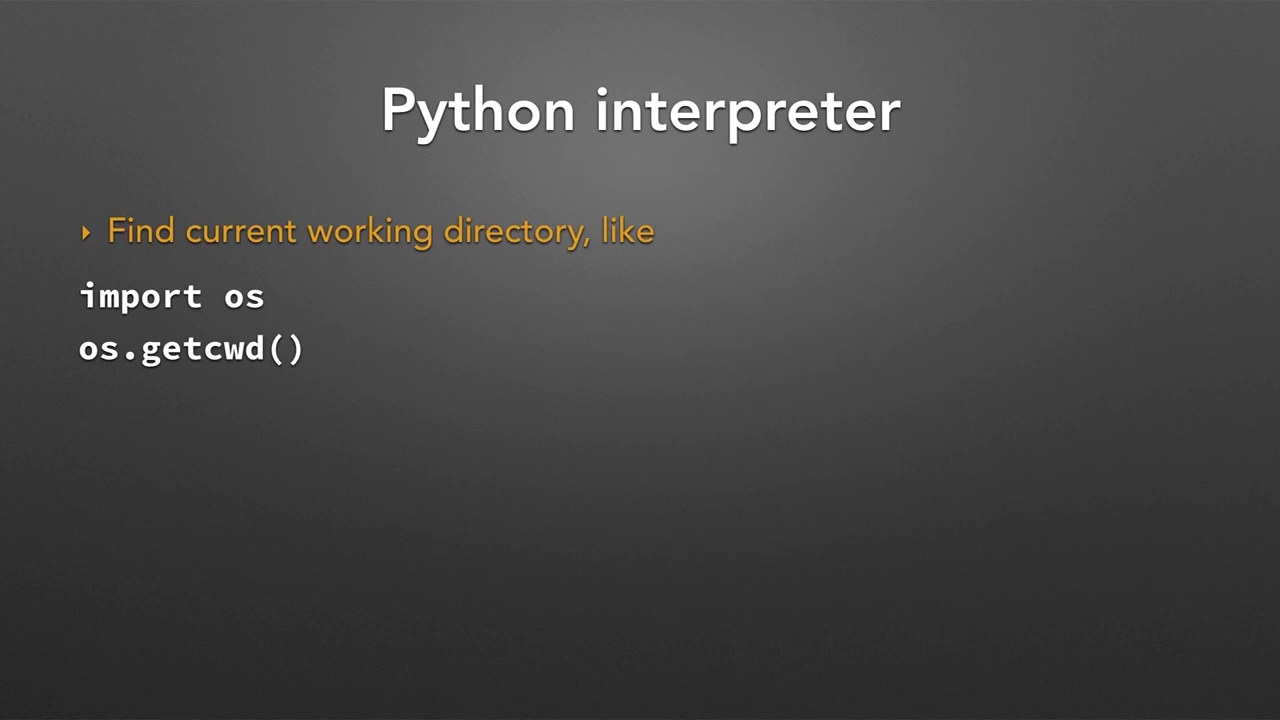 Python interpreter
‣ Find current working directory, like
import os
os.getcwd()